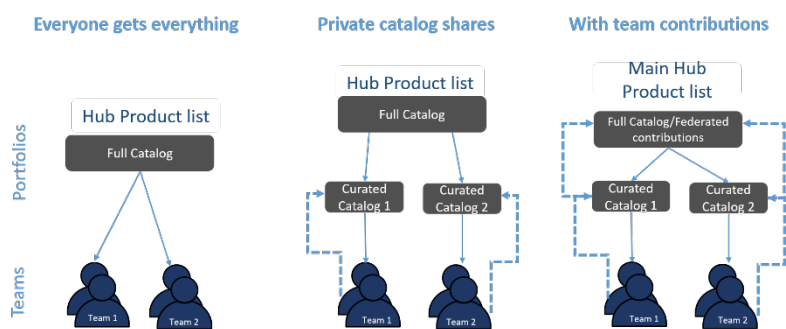 Everyone gets everything
Private catalog shares
With team contributions
Portfolios
Teams
Hub Product list
Full Catalog
Team 1
Team 2
Hub Product list
Full Catalog
Curated
Catalog 1
Curated
Catalog 2
Team 1
Team 2
Main Hub
Product list
Full Catalog/Federated
contributions
Curated
Catalog 1
Curated
Catalog 2
Team 1
Team 2